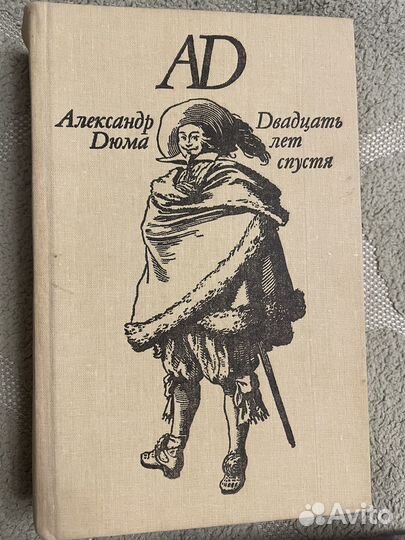 AD
Александр
Дюма
Двадцать
лет
спустя
Avito